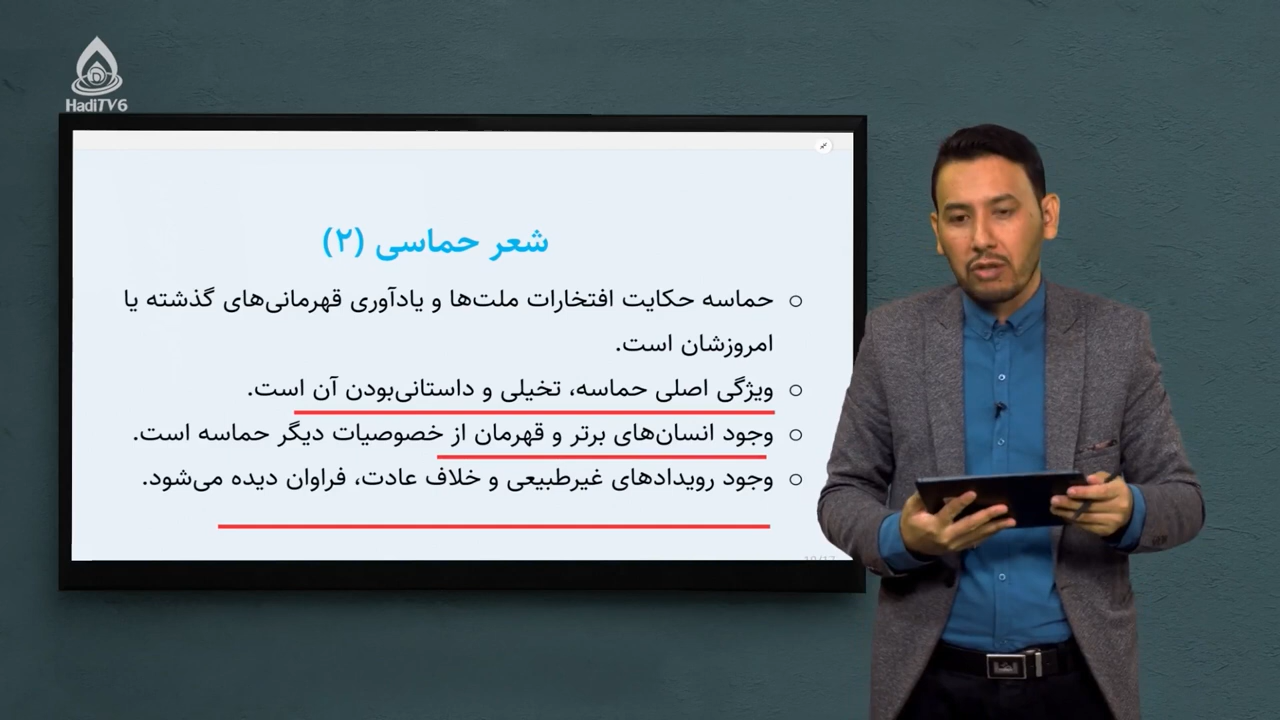 HadiTV6
شعر حماسی (۲)
حماسه حکایت افتخارات ملت‌ها و یادآوری قهرمانی‌های گذشته یا
امروزشان است.
ویژگی اصلی حماسه، تخیلی و داستانی‌بودن آن است.
وجود انسان‌های برتر و قهرمان از خصوصیات دیگر حماسه است.
وجود رویدادهای غیرطبیعی و خلاف عادت، فراوان دیده می‌شود.